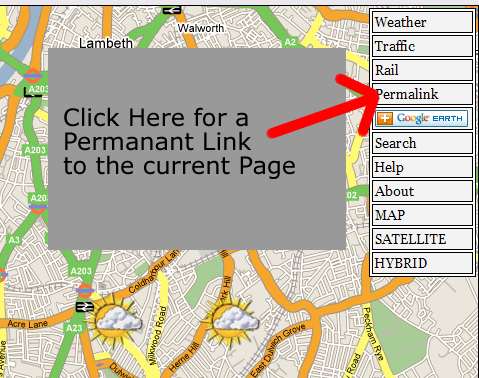 Walworth
Lambeth
A2
A203
Click Here for a
Permanant Link
to the current Page
Weather
Traffic
Rail
Permalink
Google EARTH
Search
Help
About
MAP
SATELLITE
HYBRID
A3
A203
A203
A203
Coldharbour Lane
Acre Lane
A23
Milkwood Road
Herne Hill
East Dulwich Grove
Peckham Rye